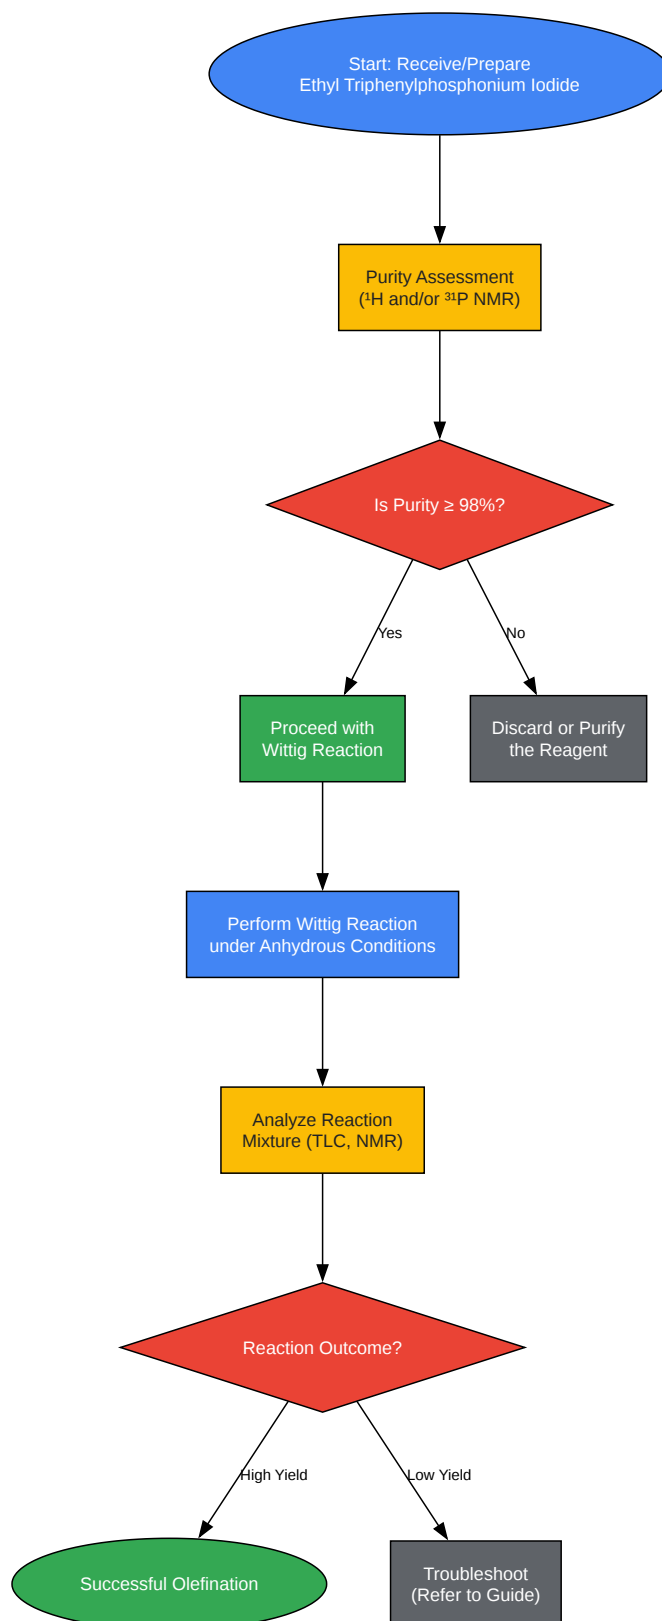 Start: Receive/Prepare
Ethyl Triphenylphosphonium Iodide
Purity Assessment
(¹H and/or ³¹P NMR)
Is Purity ≥ 98%?
Yes
No
Proceed with
Wittig Reaction
Discard or Purify
the Reagent
Perform Wittig Reaction
under Anhydrous Conditions
Analyze Reaction
Mixture (TLC, NMR)
Reaction Outcome?
High Yield
Low Yield
Successful Olefination
Troubleshoot
(Refer to Guide)